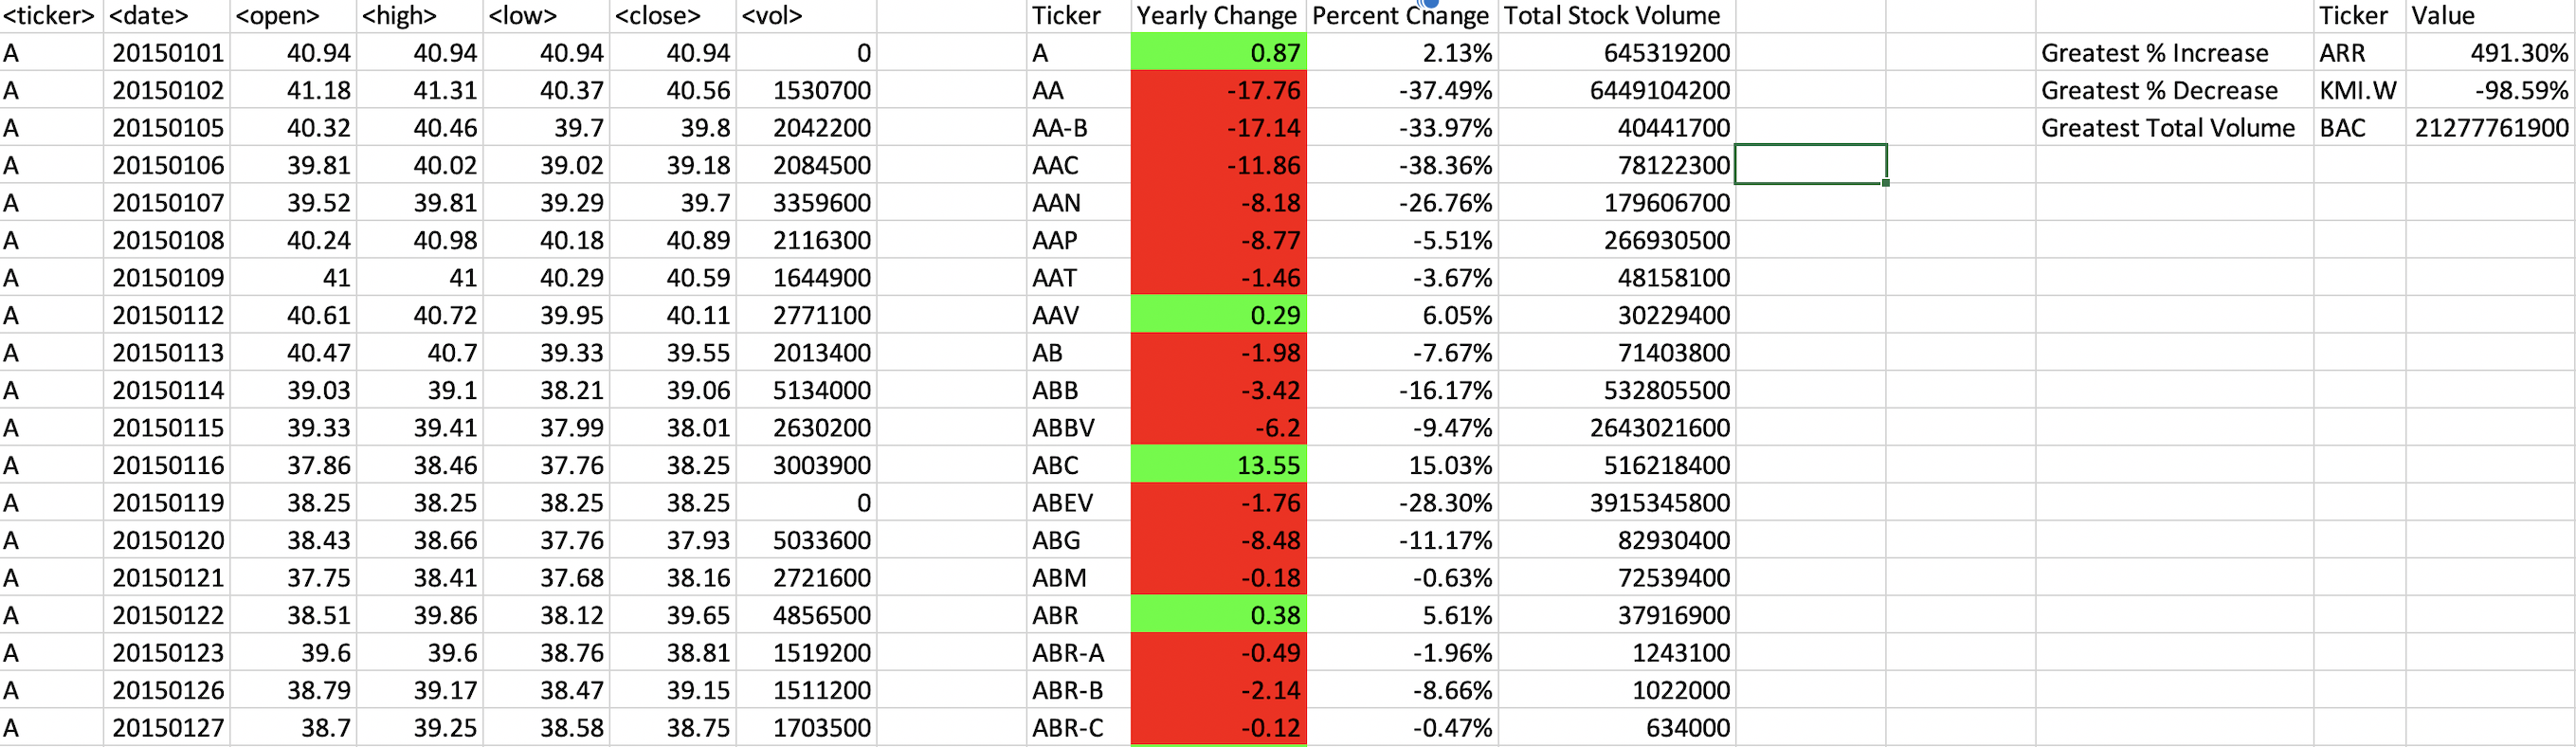 <ticker> <date> <open> <high> <low> <close> <vol> Ticker Yearly Change Percent Change Total Stock Volume Ticker Value
A 20150101 40.94 40.94 40.94 40.94 0 A 0.87 2.13% 645319200 Greatest % Increase ARR 491.30%
A 20150102 41.18 41.31 40.37 40.56 1530700 AA -17.76 -37.49% 6449104200 Greatest % Decrease KMI.W -98.59%
A 20150105 40.32 40.46 39.7 39.8 2042200 AA-B -17.14 -33.97% 40441700 Greatest Total Volume BAC 21277761900
A 20150106 39.81 40.02 39.02 39.18 2084500 AAC -11.86 -38.36% 78122300
A 20150107 39.52 39.81 39.29 39.7 3359600 AAN -8.18 -26.76% 179606700
A 20150108 40.24 40.98 40.18 40.89 2116300 AAP -8.77 -5.51% 266930500
A 20150109 41 41 40.29 40.59 1644900 AAT -1.46 -3.67% 48158100
A 20150112 40.61 40.72 39.95 40.11 2771100 AAV 0.29 6.05% 30229400
A 20150113 40.47 40.7 39.33 39.55 2013400 AB -1.98 -7.67% 71403800
A 20150114 39.03 39.1 38.21 39.06 5134000 ABB -3.42 -16.17% 532805500
A 20150115 39.33 39.41 37.99 38.01 2630200 ABBV -6.2 -9.47% 2643021600
A 20150116 37.86 38.46 37.76 38.25 3003900 ABC 13.55 15.03% 516218400
A 20150119 38.25 38.25 38.25 38.25 0 ABEV -1.76 -28.30% 3915345800
A 20150120 38.43 38.66 37.76 37.93 5033600 ABG -8.48 -11.17% 82930400
A 20150121 37.75 38.41 37.68 38.16 2721600 ABM -0.18 -0.63% 72539400
A 20150122 38.51 39.86 38.12 39.65 4856500 ABR 0.38 5.61% 37916900
A 20150123 39.6 39.6 38.76 38.81 1519200 ABR-A -0.49 -1.96% 1243100
A 20150126 38.79 39.17 38.47 39.15 1511200 ABR-B -2.14 -8.66% 1022000
A 20150127 38.7 39.25 38.58 38.75 1703500 ABR-C -0.12 -0.47% 634000